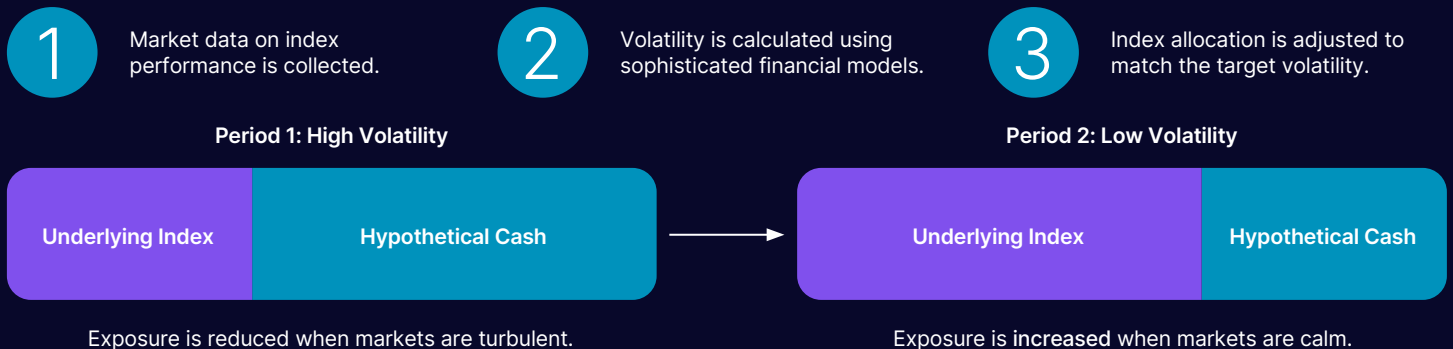 1
Market data on index
performance is collected.
2
Volatility is calculated using
sophisticated financial models.
3
Index allocation is adjusted to
match the target volatility.
Period 1: High Volatility
Underlying Index
Hypothetical Cash
Exposure is reduced when markets are turbulent.
Period 2: Low Volatility
Underlying Index
Hypothetical Cash
Exposure is increased when markets are calm.